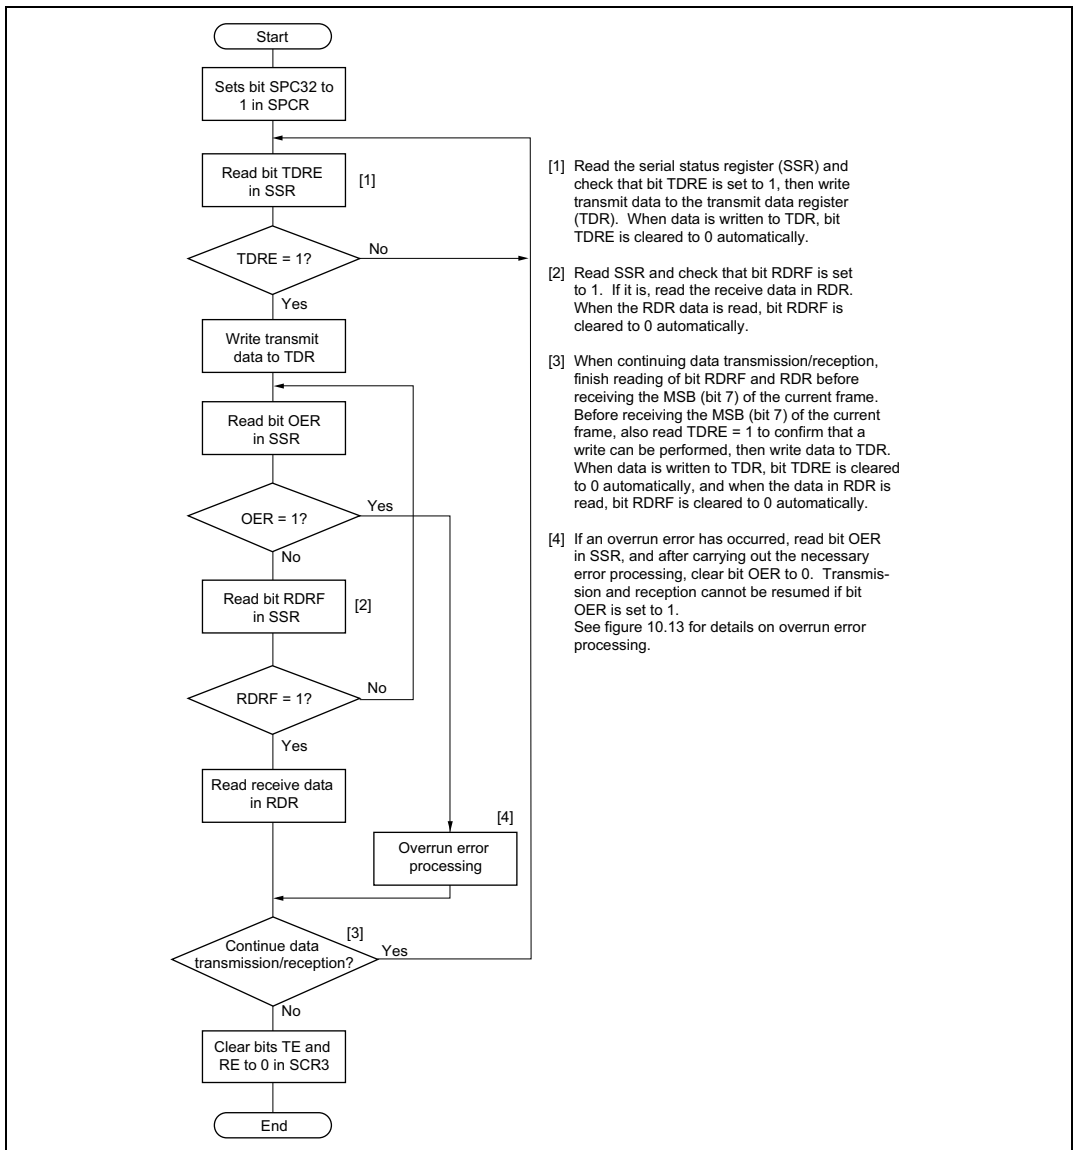 Start
Sets bit SPC32 to
1 in SPCR
Read bit TDRE
in SSR
[1]
TDRE = 1?
No
Yes
Write transmit
data to TDR
Read bit OER
in SSR
OER = 1?
Yes
No
Read bit RDRF
in SSR
[2]
RDRF = 1?
No
Yes
Read receive data
in RDR
[4]
Overrun error
processing
[3]
Continue data
transmission/reception?
Yes
No
Clear bits TE and
RE to 0 in SCR3
End
[1] Read the serial status register (SSR) and
check that bit TDRE is set to 1, then write
transmit data to the transmit data register
(TDR). When data is written to TDR, bit
TDRE is cleared to 0 automatically.
[2] Read SSR and check that bit RDRF is set
to 1. If it is, read the receive data in RDR.
When the RDR data is read, bit RDRF is
cleared to 0 automatically.
[3] When continuing data transmission/reception,
finish reading of bit RDRF and RDR before
receiving the MSB (bit 7) of the current frame.
Before receiving the MSB (bit 7) of the current
frame, also read TDRE = 1 to confirm that a
write can be performed, then write data to TDR.
When data is written to TDR, bit TDRE is cleared
to 0 automatically, and when the data in RDR is
read, bit RDRF is cleared to 0 automatically.
[4] If an overrun error has occurred, read bit OER
in SSR, and after carrying out the necessary
error processing, clear bit OER to 0. Transmis-
sion and reception cannot be resumed if bit
OER is set to 1.
See figure 10.13 for details on overrun error
processing.